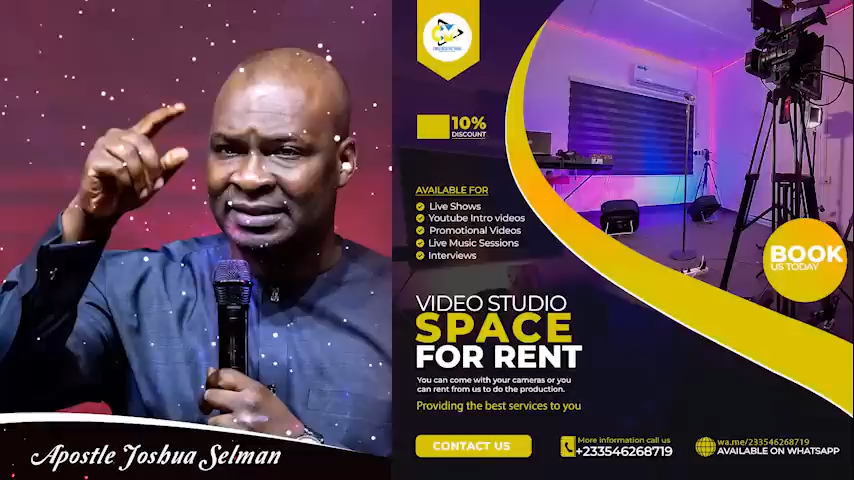 Apostle Joshua Selman
10%
DISCOUNT
AVAILABLE FOR
Live Shows
Youtube Intro videos
Promotional Videos
Live Music Sessions
Interviews
BOOK
US TODAY
VIDEO STUDIO
SPACE
FOR RENT
You can come with your cameras or you
can rent from us to do the production.
Providing the best services to you
CONTACT US
More information call us
+233546268719
wa.me/233546268719
AVAILABLE ON WHATSAPP